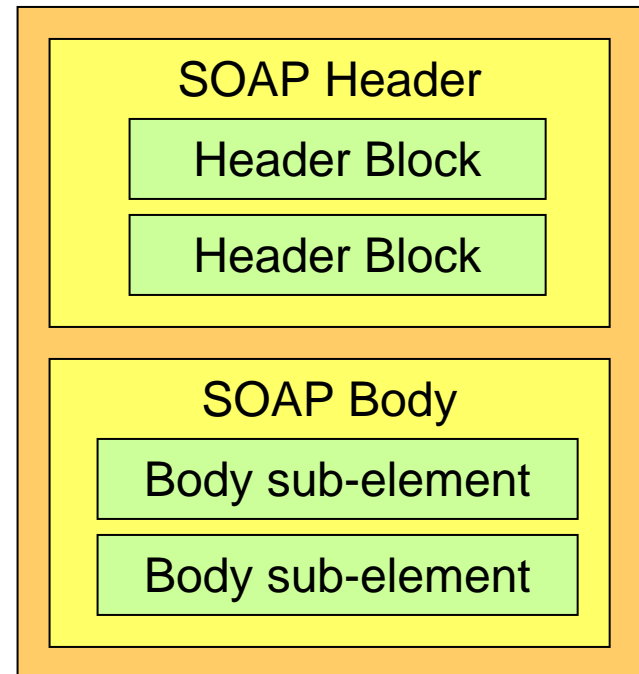 SOAP Header
Header Block
Header Block
SOAP Body
Body sub-element
Body sub-element